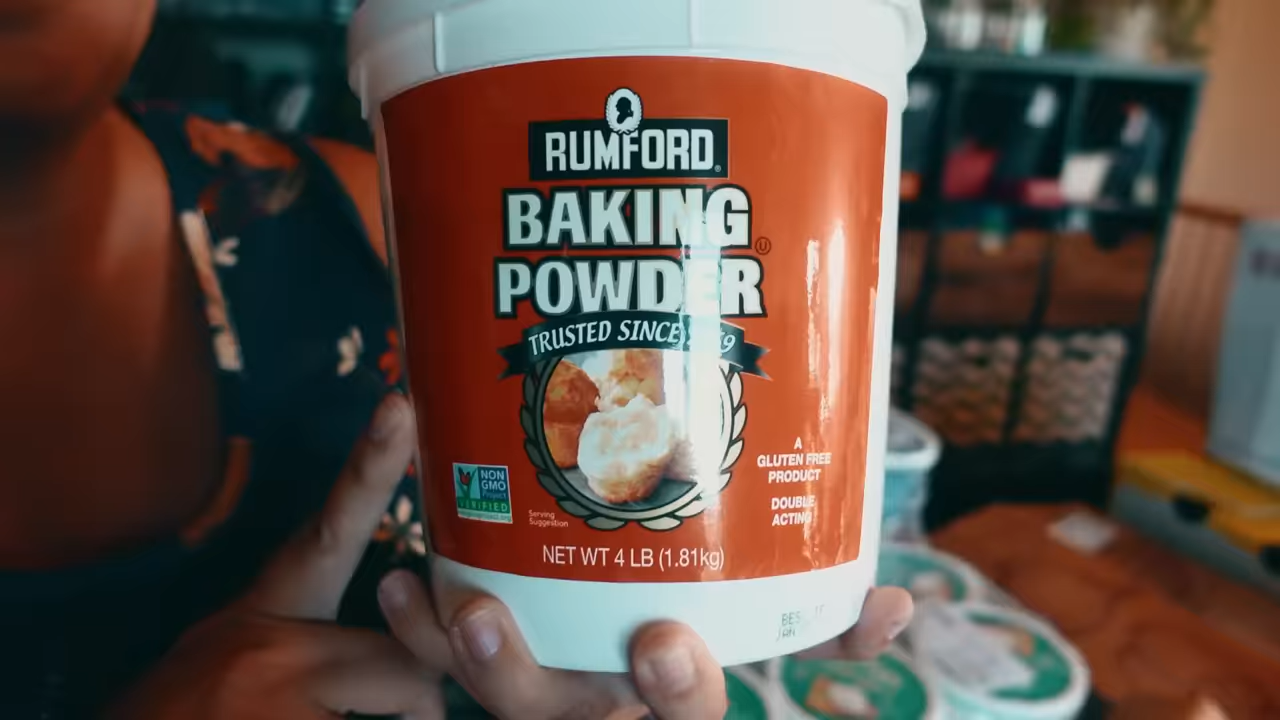 RUMFORD®
BAKING
POWDER
TRUSTED SINCE
NON
GMO
Project
VERIFIED
Serving
Suggestion
A
GLUTEN FREE
PRODUCT
DOUBLE
ACTING
NET WT 4 LB (1.81kg)